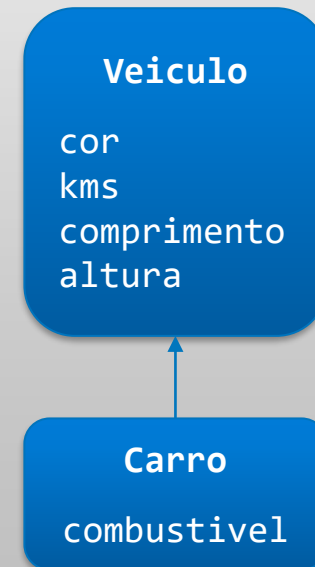 Veiculo
cor
kms
comprimento
altura
Carro
combustivel